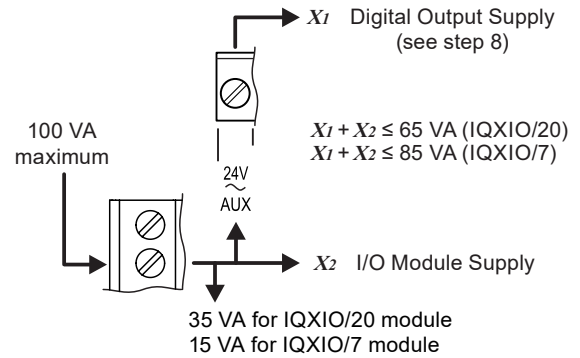 X1 Digital Output Supply
(see step 8)
100 VA
maximum
X1 + X2 ≤ 65 VA (IQXIO/20)
X1 + X2 ≤ 85 VA (IQXIO/7)
24V
~
AUX
X2 I/O Module Supply
35 VA for IQXIO/20 module
15 VA for IQXIO/7 module